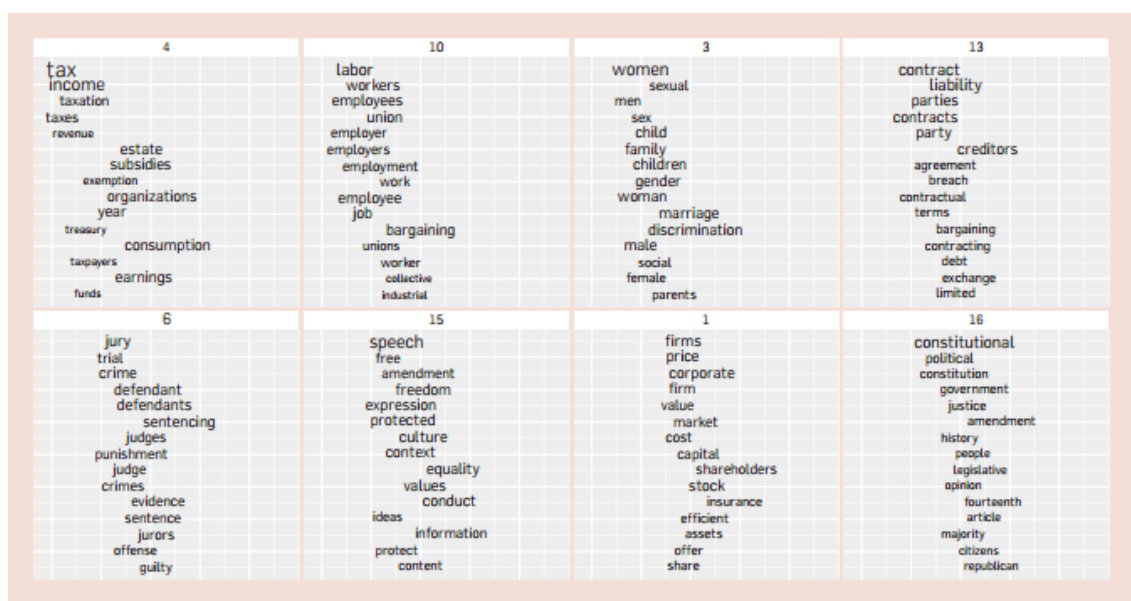 4
tax
income
taxation
taxes
revenue
estate
subsidies
exemption
organizations
year
treasury
consumption
taxpayers
earnings
funds
10
labor
workers
employees
union
employer
employers
employment
work
employee
job
bargaining
unions
worker
collective
industrial
3
women
sexual
men
sex
child
family
children
gender
woman
marriage
discrimination
male
social
female
parents
13
contract
liability
parties
contracts
party
creditors
agreement
breach
contractual
terms
bargaining
contracting
debt
exchange
limited
6
jury
trial
crime
defendant
defendants
sentencing
judges
punishment
judge
crimes
evidence
sentence
jurors
offense
guilty
15
speech
free
amendment
freedom
expression
protected
culture
context
equality
values
conduct
ideas
information
protect
content
1
firms
price
corporate
firm
value
market
cost
capital
shareholders
stock
insurance
efficient
assets
offer
share
16
constitutional
political
constitution
government
justice
amendment
history
people
legislative
opinion
fourteenth
article
majority
citizens
republican